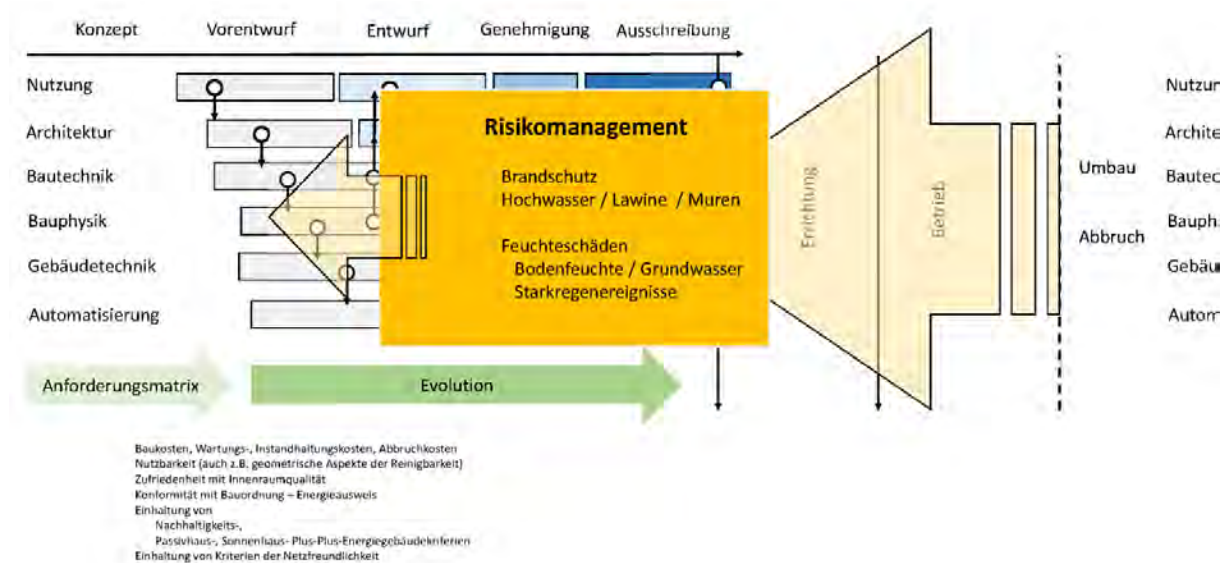 Konzept Vorentwurf Entwurf Genehmigung Ausschreibung
Nutzung
Architektur
Bautechnik
Bauphysik
Gebäudetechnik
Automatisierung
Risikomanagement
Brandschutz
Hochwasser / Lawine / Muren
Feuchteschäden
Bodenfeuchte / Grundwasser
Starkregenereignisse
Errichtung
Betrieb
Umbau
Abbruch
Nutzun
Archite
Bautec
Bauph
Gebäu
Autom
Anforderungsmatrix
Evolution
Baukosten, Wartungs-, Instandhaltungskosten, Abbruchkosten
Nutzbarkeit (auch z.B. geometrische Aspekte der Reinigbarkeit)
Zufriedenheit mit Innenraumqualität
Konformität mit Bauordnung – Energieausweis
Einhaltung von
Nachhaltigkeits-,
Passivhaus-, Sonnenhaus- Plus-Plus-Energiegebäudekriterien
Einhaltung von Kriterien der Netzfreundlichkeit